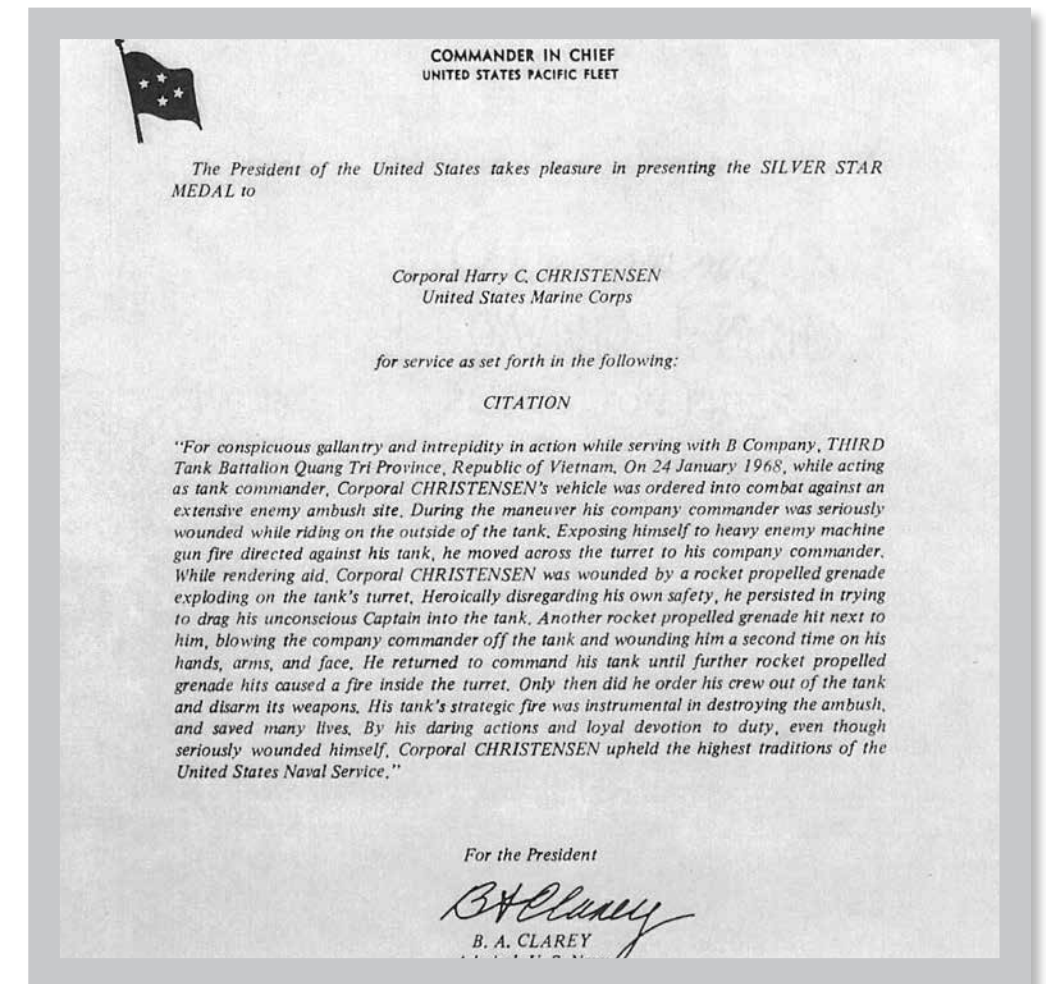 COMMANDER IN CHIEF
UNITED STATES PACIFIC FLEET
The President of the United States takes pleasure in presenting the SILVER STAR
MEDAL to
Corporal Harry C. CHRISTENSEN
United States Marine Corps
for service as set forth in the following:
CITATION
"For conspicuous gallantry and intrepidity in action while serving with B Company, THIRD
Tank Battalion Quang Tri Province, Republic of Vietnam. On 24 January 1968, while acting
as tank commander, Corporal CHRISTENSEN's vehicle was ordered into combat against an
extensive enemy ambush site. During the maneuver his company commander was seriously
wounded while riding on the outside of the tank. Exposing himself to heavy enemy machine
gun fire directed against his tank, he moved across the turret to his company commander.
While rendering aid, Corporal CHRISTENSEN was wounded by a rocket propelled grenade
exploding on the tank's turret. Heroically disregarding his own safety, he persisted in trying
to drag his unconscious Captain into the tank. Another rocket propelled grenade hit next to
him, blowing the company commander off the tank and wounding him a second time on his
hands, arms, and face. He returned to command his tank until further rocket propelled
grenade hits caused a fire inside the turret. Only then did he order his crew out of the tank
and disarm its weapons. His tank's strategic fire was instrumental in destroying the ambush,
and saved many lives. By his daring actions and loyal devotion to duty, even though
seriously wounded himself, Corporal CHRISTENSEN upheld the highest traditions of the
United States Naval Service."
For the President
B A Clarey
B. A. CLAREY